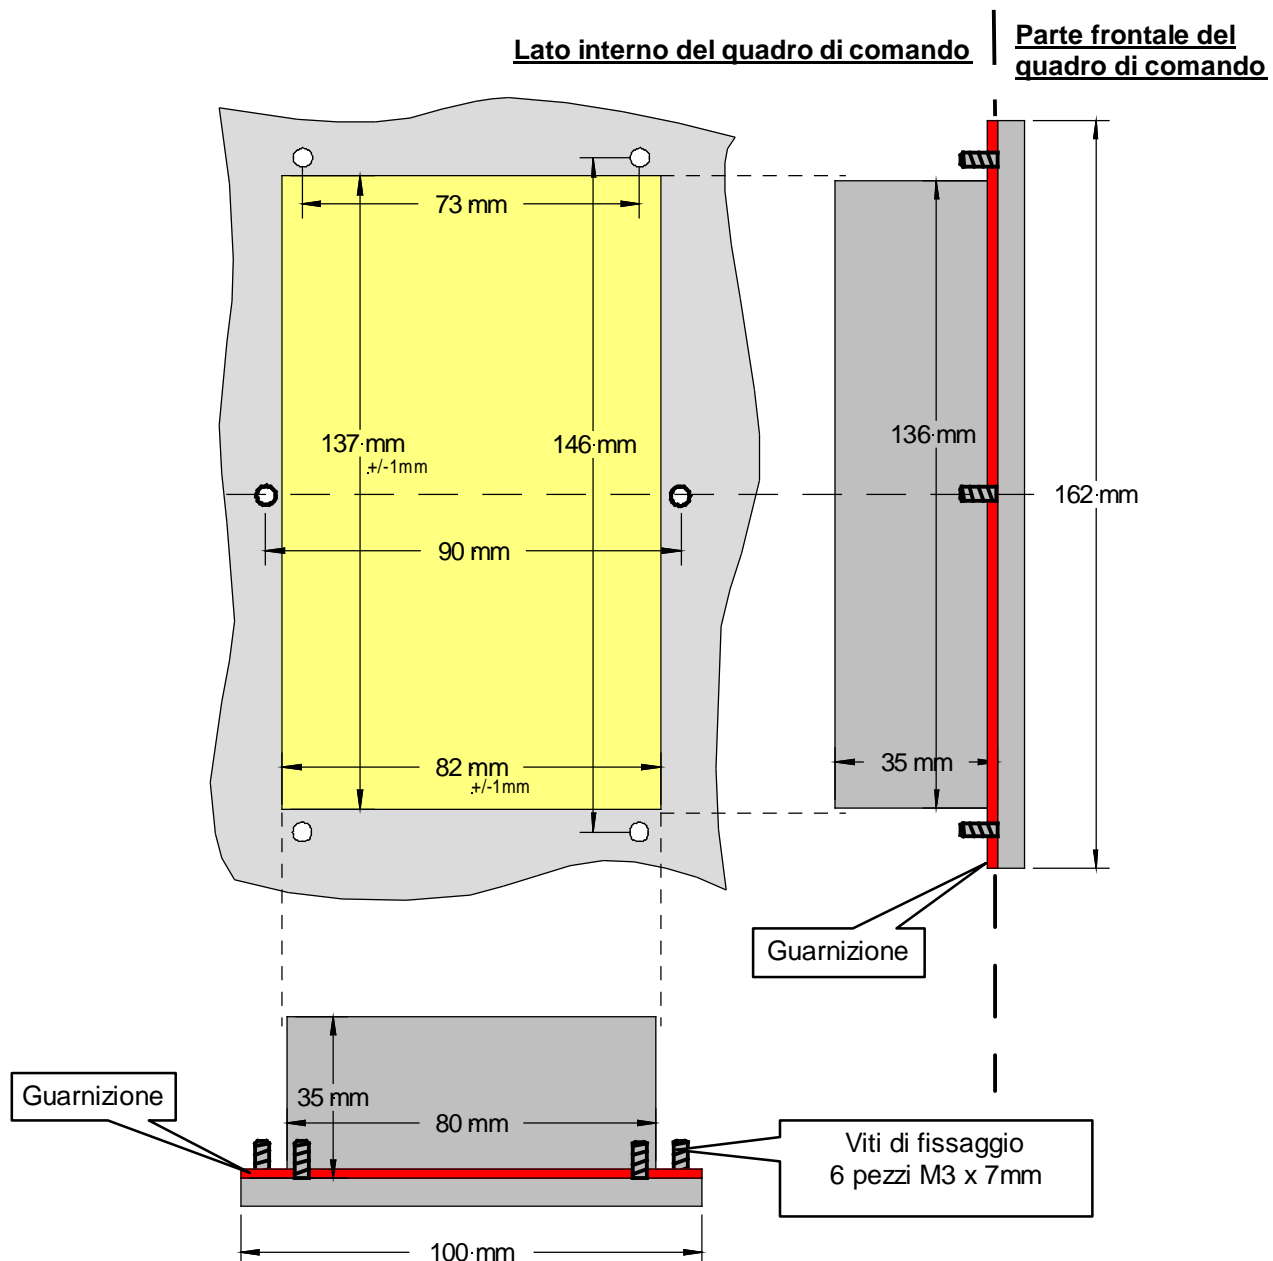 Lato interno del quadro di comando
Parte frontale del
quadro di comando
73 mm
137 mm
+/-1mm
146 mm
136 mm
162 mm
90 mm
82 mm
+/-1mm
35 mm
Guarnizione
Guarnizione
35 mm
80 mm
Viti di fissaggio
6 pezzi M3 x 7mm
100 mm